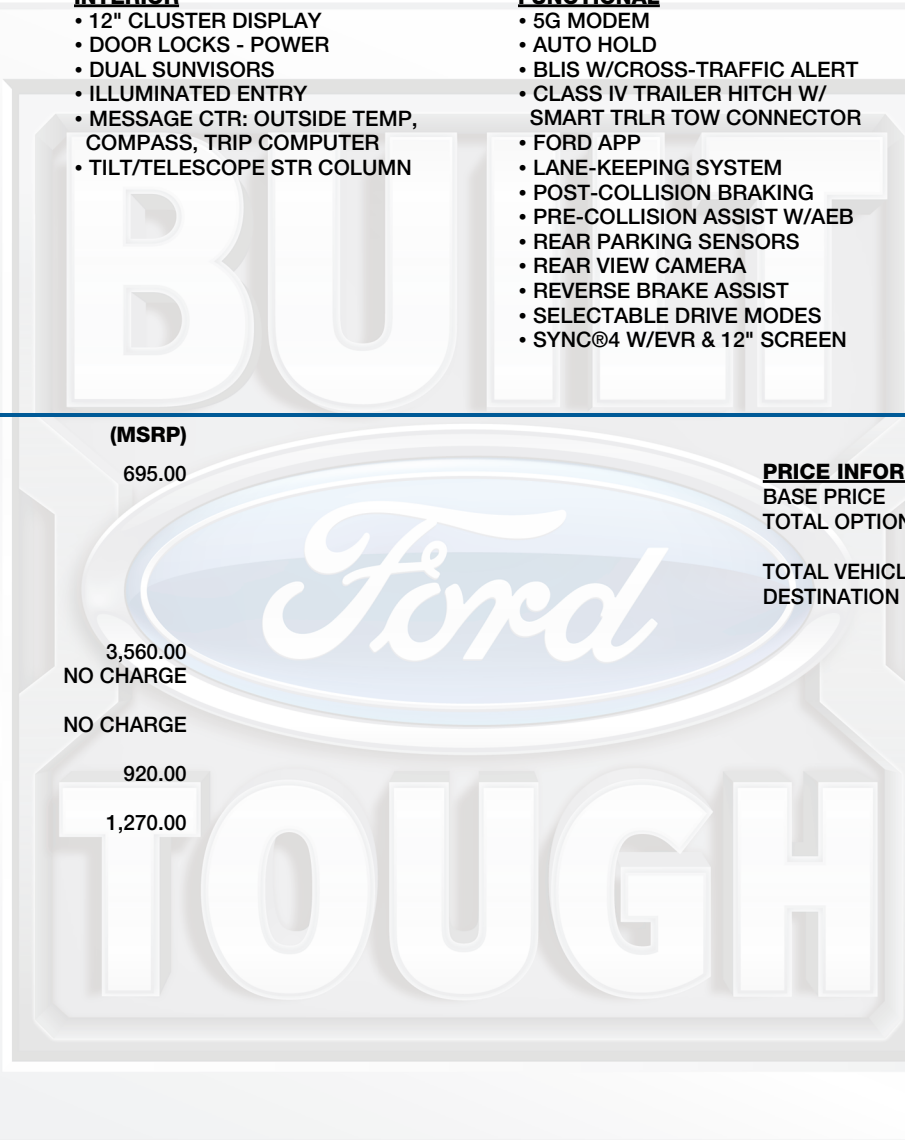 INTERIOR
• 12" CLUSTER DISPLAY
• DOOR LOCKS - POWER
• DUAL SUNVISORS
• ILLUMINATED ENTRY
• MESSAGE CTR: OUTSIDE TEMP,
COMPASS, TRIP COMPUTER
• TILT/TELESCOPE STR COLUMN
FUNCTIONAL
• 5G MODEM
• AUTO HOLD
• BLIS W/CROSS-TRAFFIC ALERT
• CLASS IV TRAILER HITCH W/
SMART TRLR TOW CONNECTOR
• FORD APP
• LANE-KEEPING SYSTEM
• POST-COLLISION BRAKING
• PRE-COLLISION ASSIST W/AEB
• REAR PARKING SENSORS
• REAR VIEW CAMERA
• REVERSE BRAKE ASSIST
• SELECTABLE DRIVE MODES
• SYNC®4 W/EVR & 12" SCREEN
BUILT
(MSRP)
695.00
3,560.00
NO CHARGE
NO CHARGE
920.00
1,270.00
Ford
PRICE INFOR
BASE PRICE
TOTAL OPTION
TOTAL VEHICL
DESTINATION
TOUGH